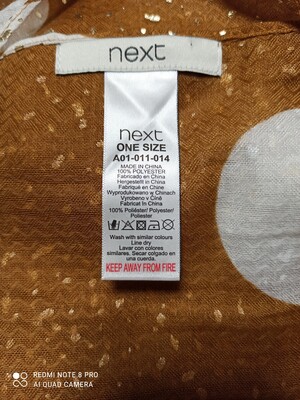 next
next
ONE SIZE
A01-011-014
MADE IN CHINA
100% POLYESTER
Fabricado en China
Hergestellt in China
Fabriqué en Chine
Wyprodukowano w Chinach
Vyrobeno v Číně
Fabricat în China
100% Poliéster/ Polyester/
Poliester
Wash with similar colours
Line dry
Lavar con colores
similares. Secar colgado en
una cuerda.
KEEP AWAY FROM FIRE
REDMI NOTE 8 PRO
AI QUAD CAMERA